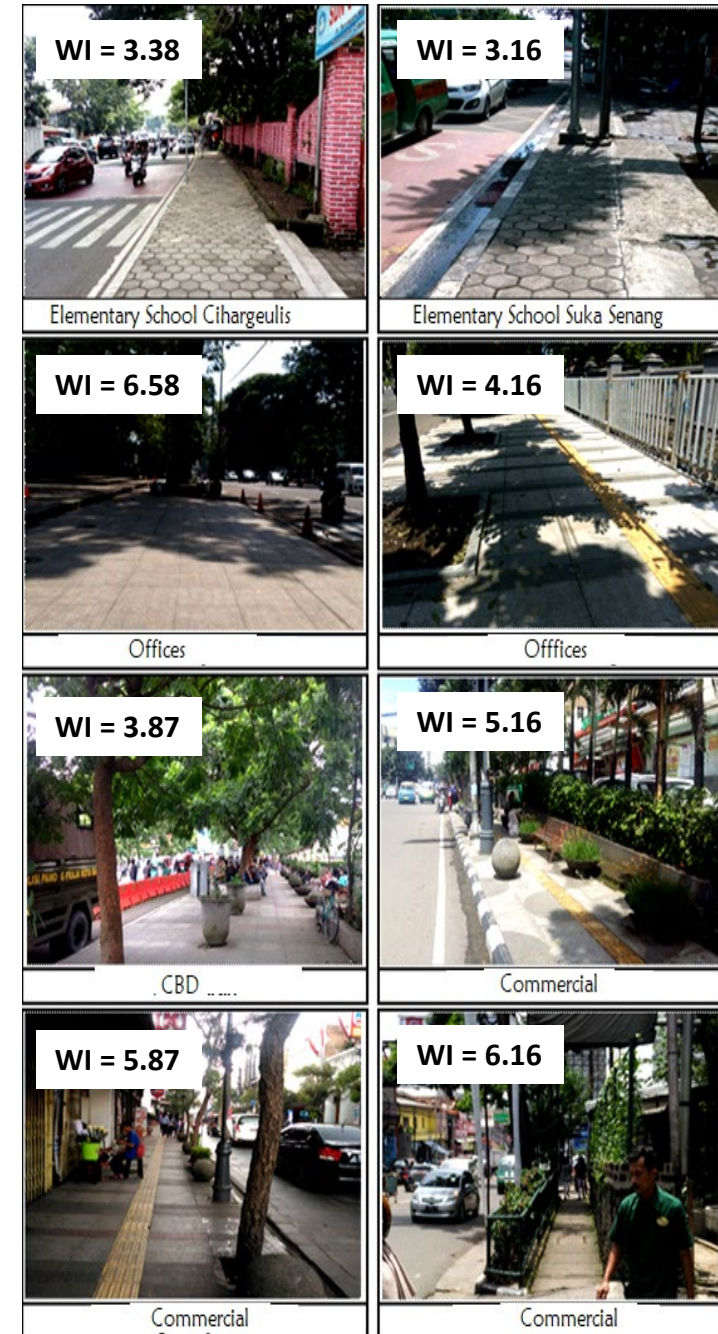 WI = 3.38
WI = 3.16
Elementary School Cihargeulis
Elementary School Suka Senang
WI = 6.58
WI = 4.16
Offices
Offfices
WI = 3.87
WI = 5.16
CBD
Commercial
WI = 5.87
WI = 6.16
Commercial
Commercial